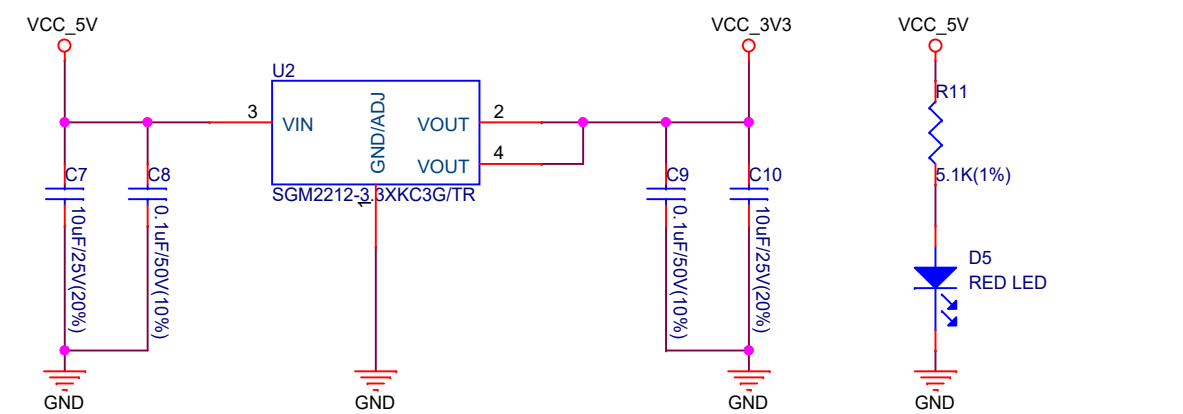 VCC_5V
VCC_3V3
VCC_5V
U2
3
VIN
GND/ADJ
VOUT
2
VOUT
4
SGM2212-3.3XKC3G/TR
1
C7
10uF/25V(20%)
C8
0.1uF/50V(10%)
C9
0.1uF/50V(10%)
C10
10uF/25V(20%)
R11
5.1K(1%)
D5
RED LED
GND
GND
GND
GND